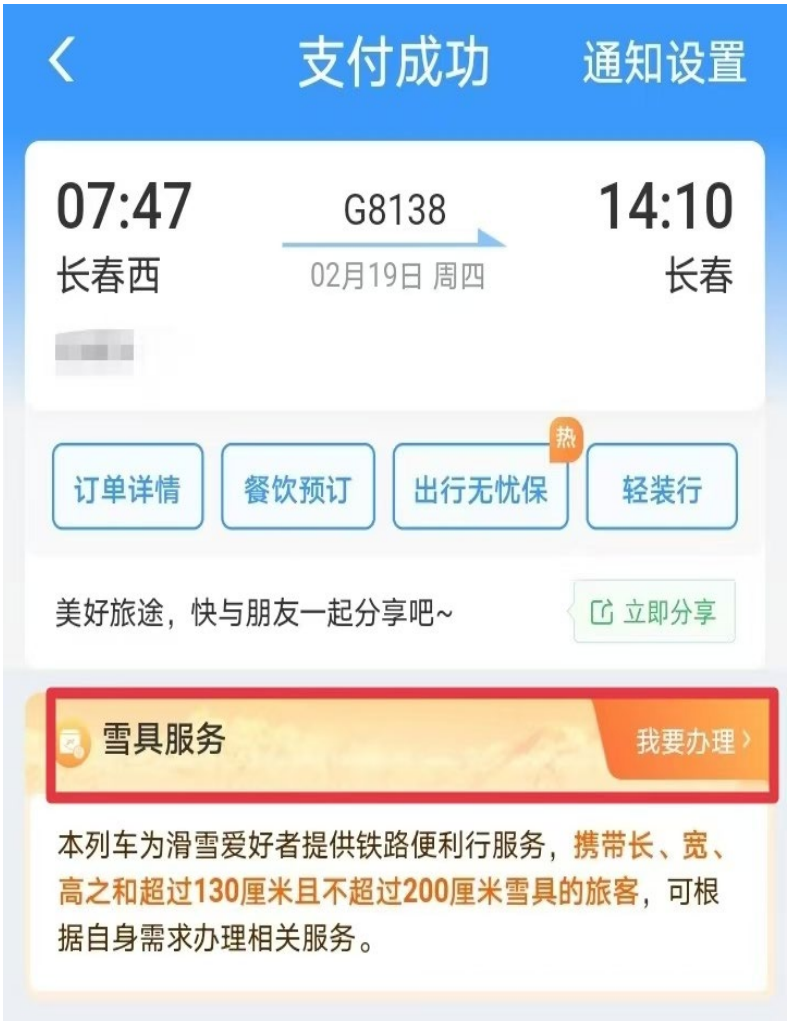 支付成功 通知设置
07:47 G8138 14:10
长春西 02月19日 周四 长春
热
订单详情 餐饮预订 出行无忧保 轻装行
美好旅途，快与朋友一起分享吧~ 立即分享
雪具服务 我要办理
本列车为滑雪爱好者提供铁路便利行服务，携带长、宽、
高之和超过130厘米且不超过200厘米雪具的旅客，可根
据自身需求办理相关服务。